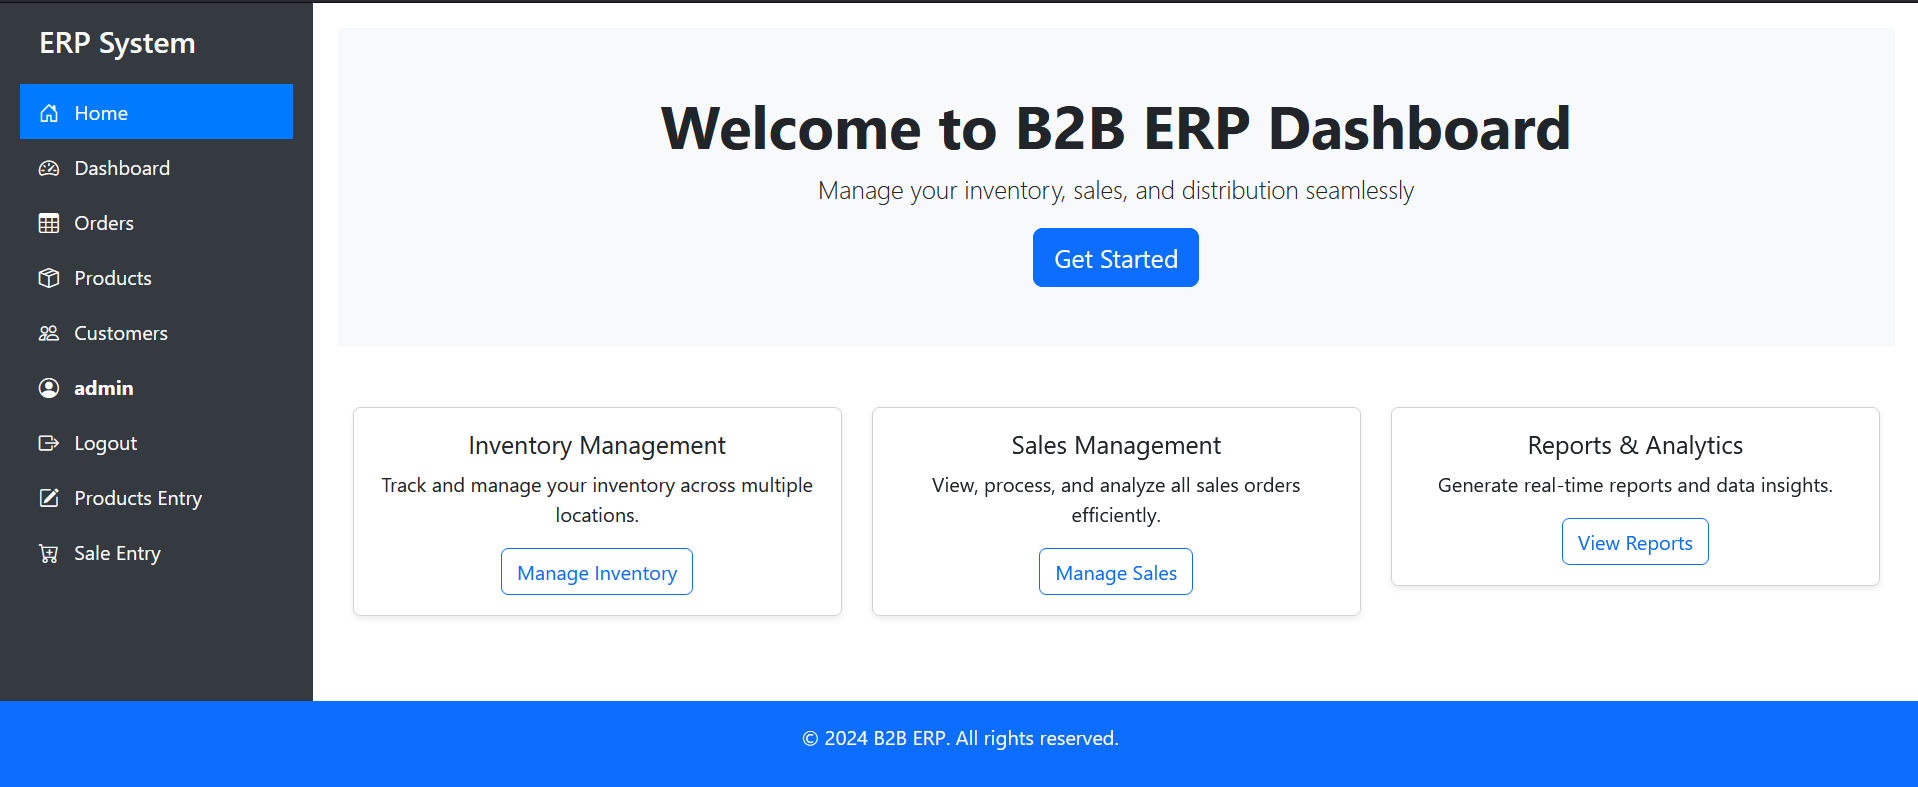 ERP System
Home
Dashboard
Orders
Products
Customers
admin
Logout
Products Entry
Sale Entry
Welcome to B2B ERP Dashboard
Manage your inventory, sales, and distribution seamlessly
Get Started
Inventory Management
Track and manage your inventory across multiple
locations.
Manage Inventory
Sales Management
View, process, and analyze all sales orders
efficiently.
Manage Sales
Reports & Analytics
Generate real-time reports and data insights.
View Reports
© 2024 B2B ERP. All rights reserved.